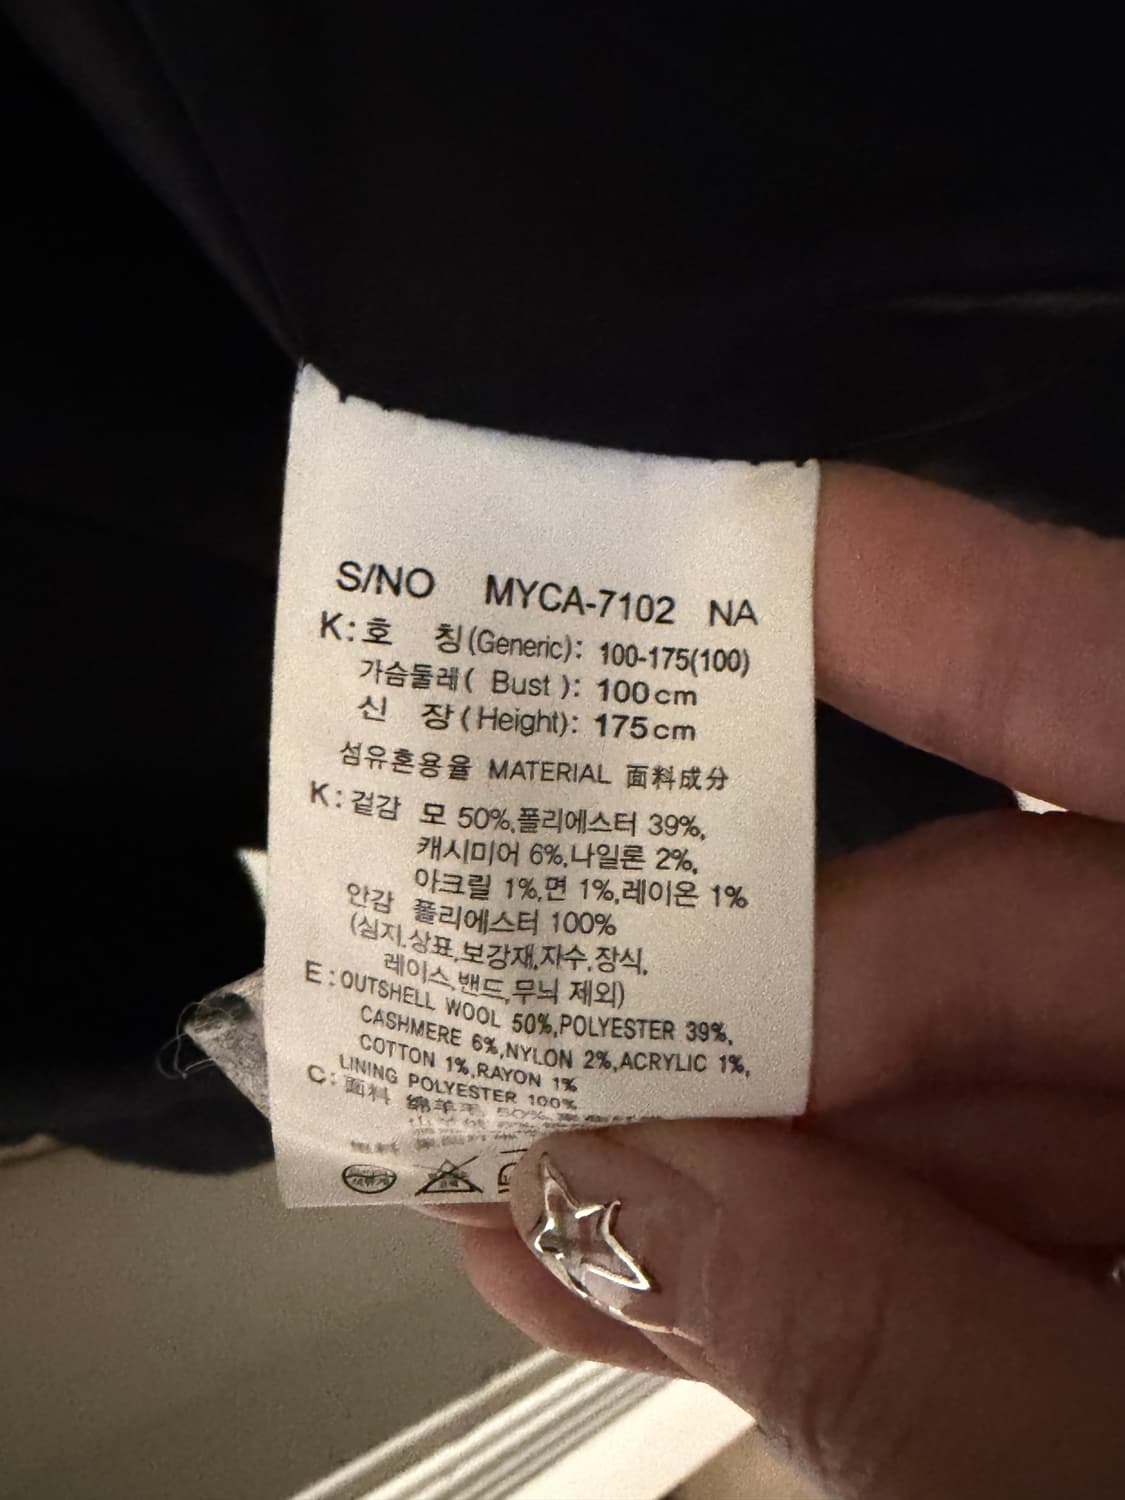 S/NO MYCA-7102 NA
K: 호 칭(Generic): 100-175(100)
가슴둘레( Bust ): 100cm
신 장(Height): 175cm
섬유혼용율 MATERIAL 面料成分
K: 겉감 모 50%,폴리에스터 39%,
캐시미어 6%,나일론 2%,
아크릴 1%,면 1%,레이온 1%
안감 폴리에스터 100%
(심지,상표,보강재,자수,장식,
레이스,밴드,무늬 제외)
E: OUTSHELL WOOL 50%,POLYESTER 39%,
CASHMERE 6%,NYLON 2%,ACRYLIC 1%,
COTTON 1%,RAYON 1%
LINING POLYESTER 100%
C: 面料 綿羊毛 50%